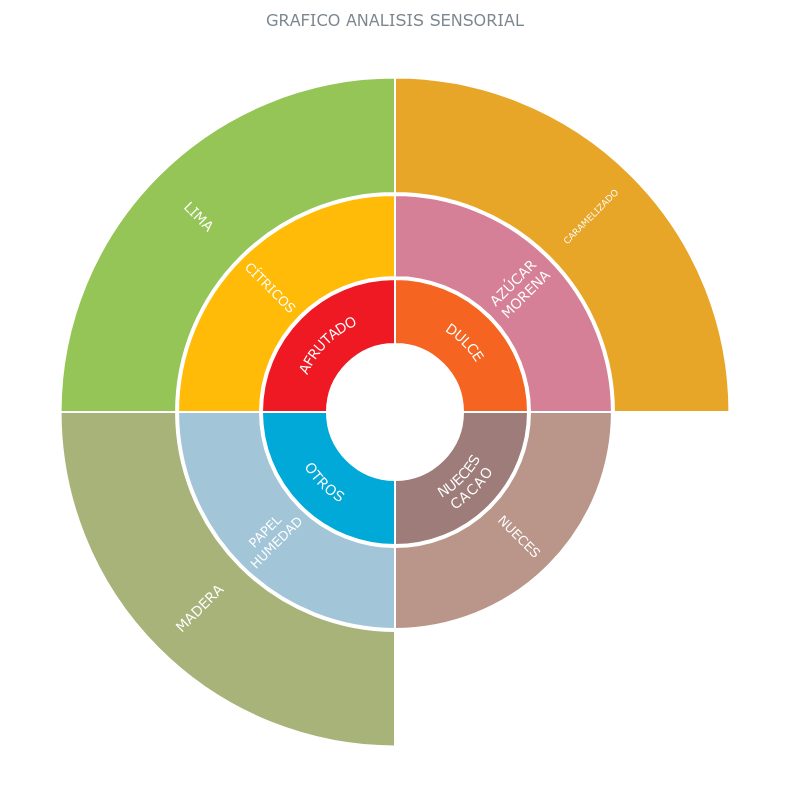 GRAFICO ANALISIS SENSORIAL
LIMA
CARAMELIZADO
CÍTRICOS
AZÚCAR
MORENA
AFRUTADO
DULCE
OTROS
NUECES
CACAO
PAPEL
HUMEDAD
NUECES
MADERA